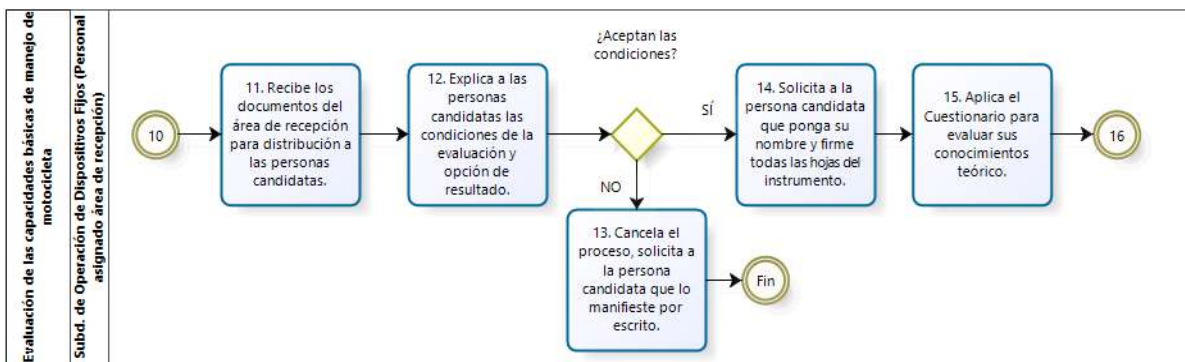 Evaluación de las capacidades básicas de manejo de
motocicleta
Subd. de Operación de Dispositivos Fijos (Personal
asignado área de recepción)
10
11. Recibe los
documentos del
área de recepción
para distribución a
las personas
candidatas.
12. Explica a las
personas
candidatas las
condiciones de la
evaluación y
opción de
resultado.
¿Aceptan las
condiciones?
SÍ
NO
13. Cancela el
proceso, solicita a
la persona
candidata que lo
manifieste por
escrito.
Fin
14. Solicita a la
persona candidata
que ponga su
nombre y firme
todas las hojas del
instrumento.
15. Aplica el
Cuestionario para
evaluar sus
conocimientos
teórico.
16